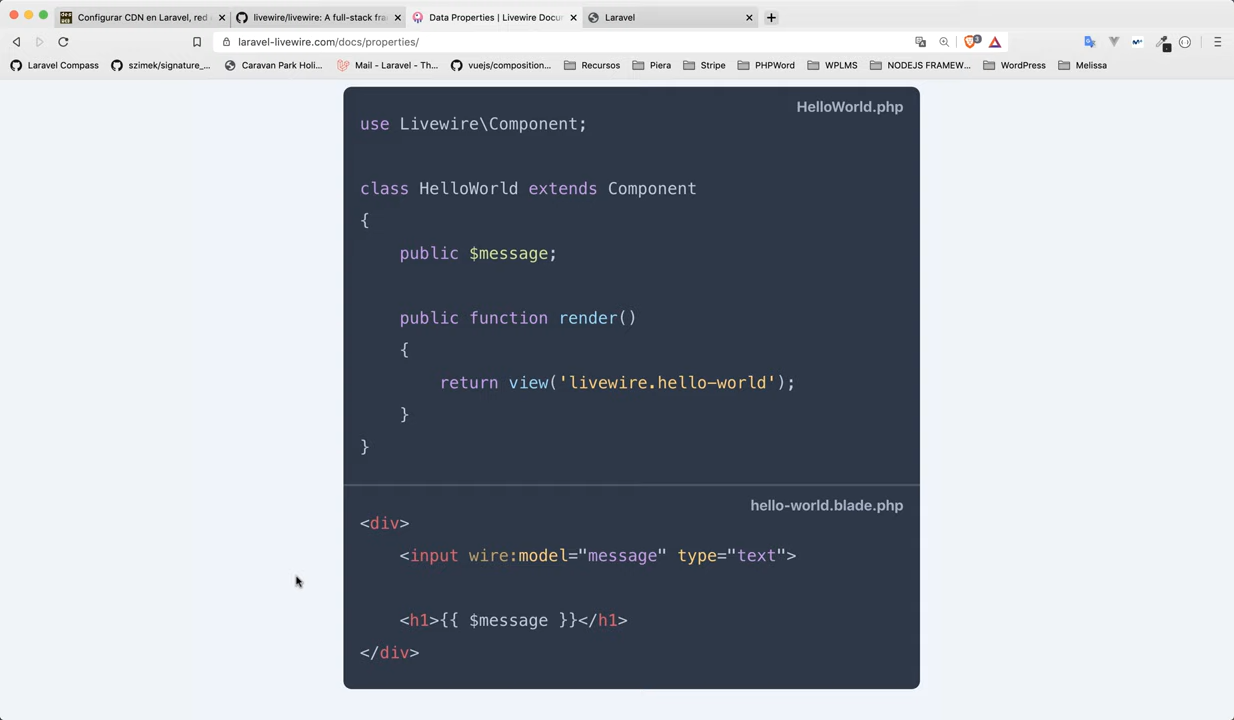 Configurar CDN en Laravel, red
livewire/livewire: A full-stack fra
Data Properties | Livewire Docu
Laravel
laravel-livewire.com/docs/properties/
3
Laravel Compass
szimek/signature_...
Caravan Park Holi...
Mail - Laravel - Th...
vuejs/composition...
Recursos
Piera
Stripe
PHPWord
WPLMS
NODEJS FRAMEW...
WordPress
Melissa
HelloWorld.php
use Livewire\Component;
class HelloWorld extends Component
{
public $message;
public function render()
{
return view('livewire.hello-world');
}
}
hello-world.blade.php
<div>
<input wire:model="message" type="text">
<h1>{{ $message }}</h1>
</div>